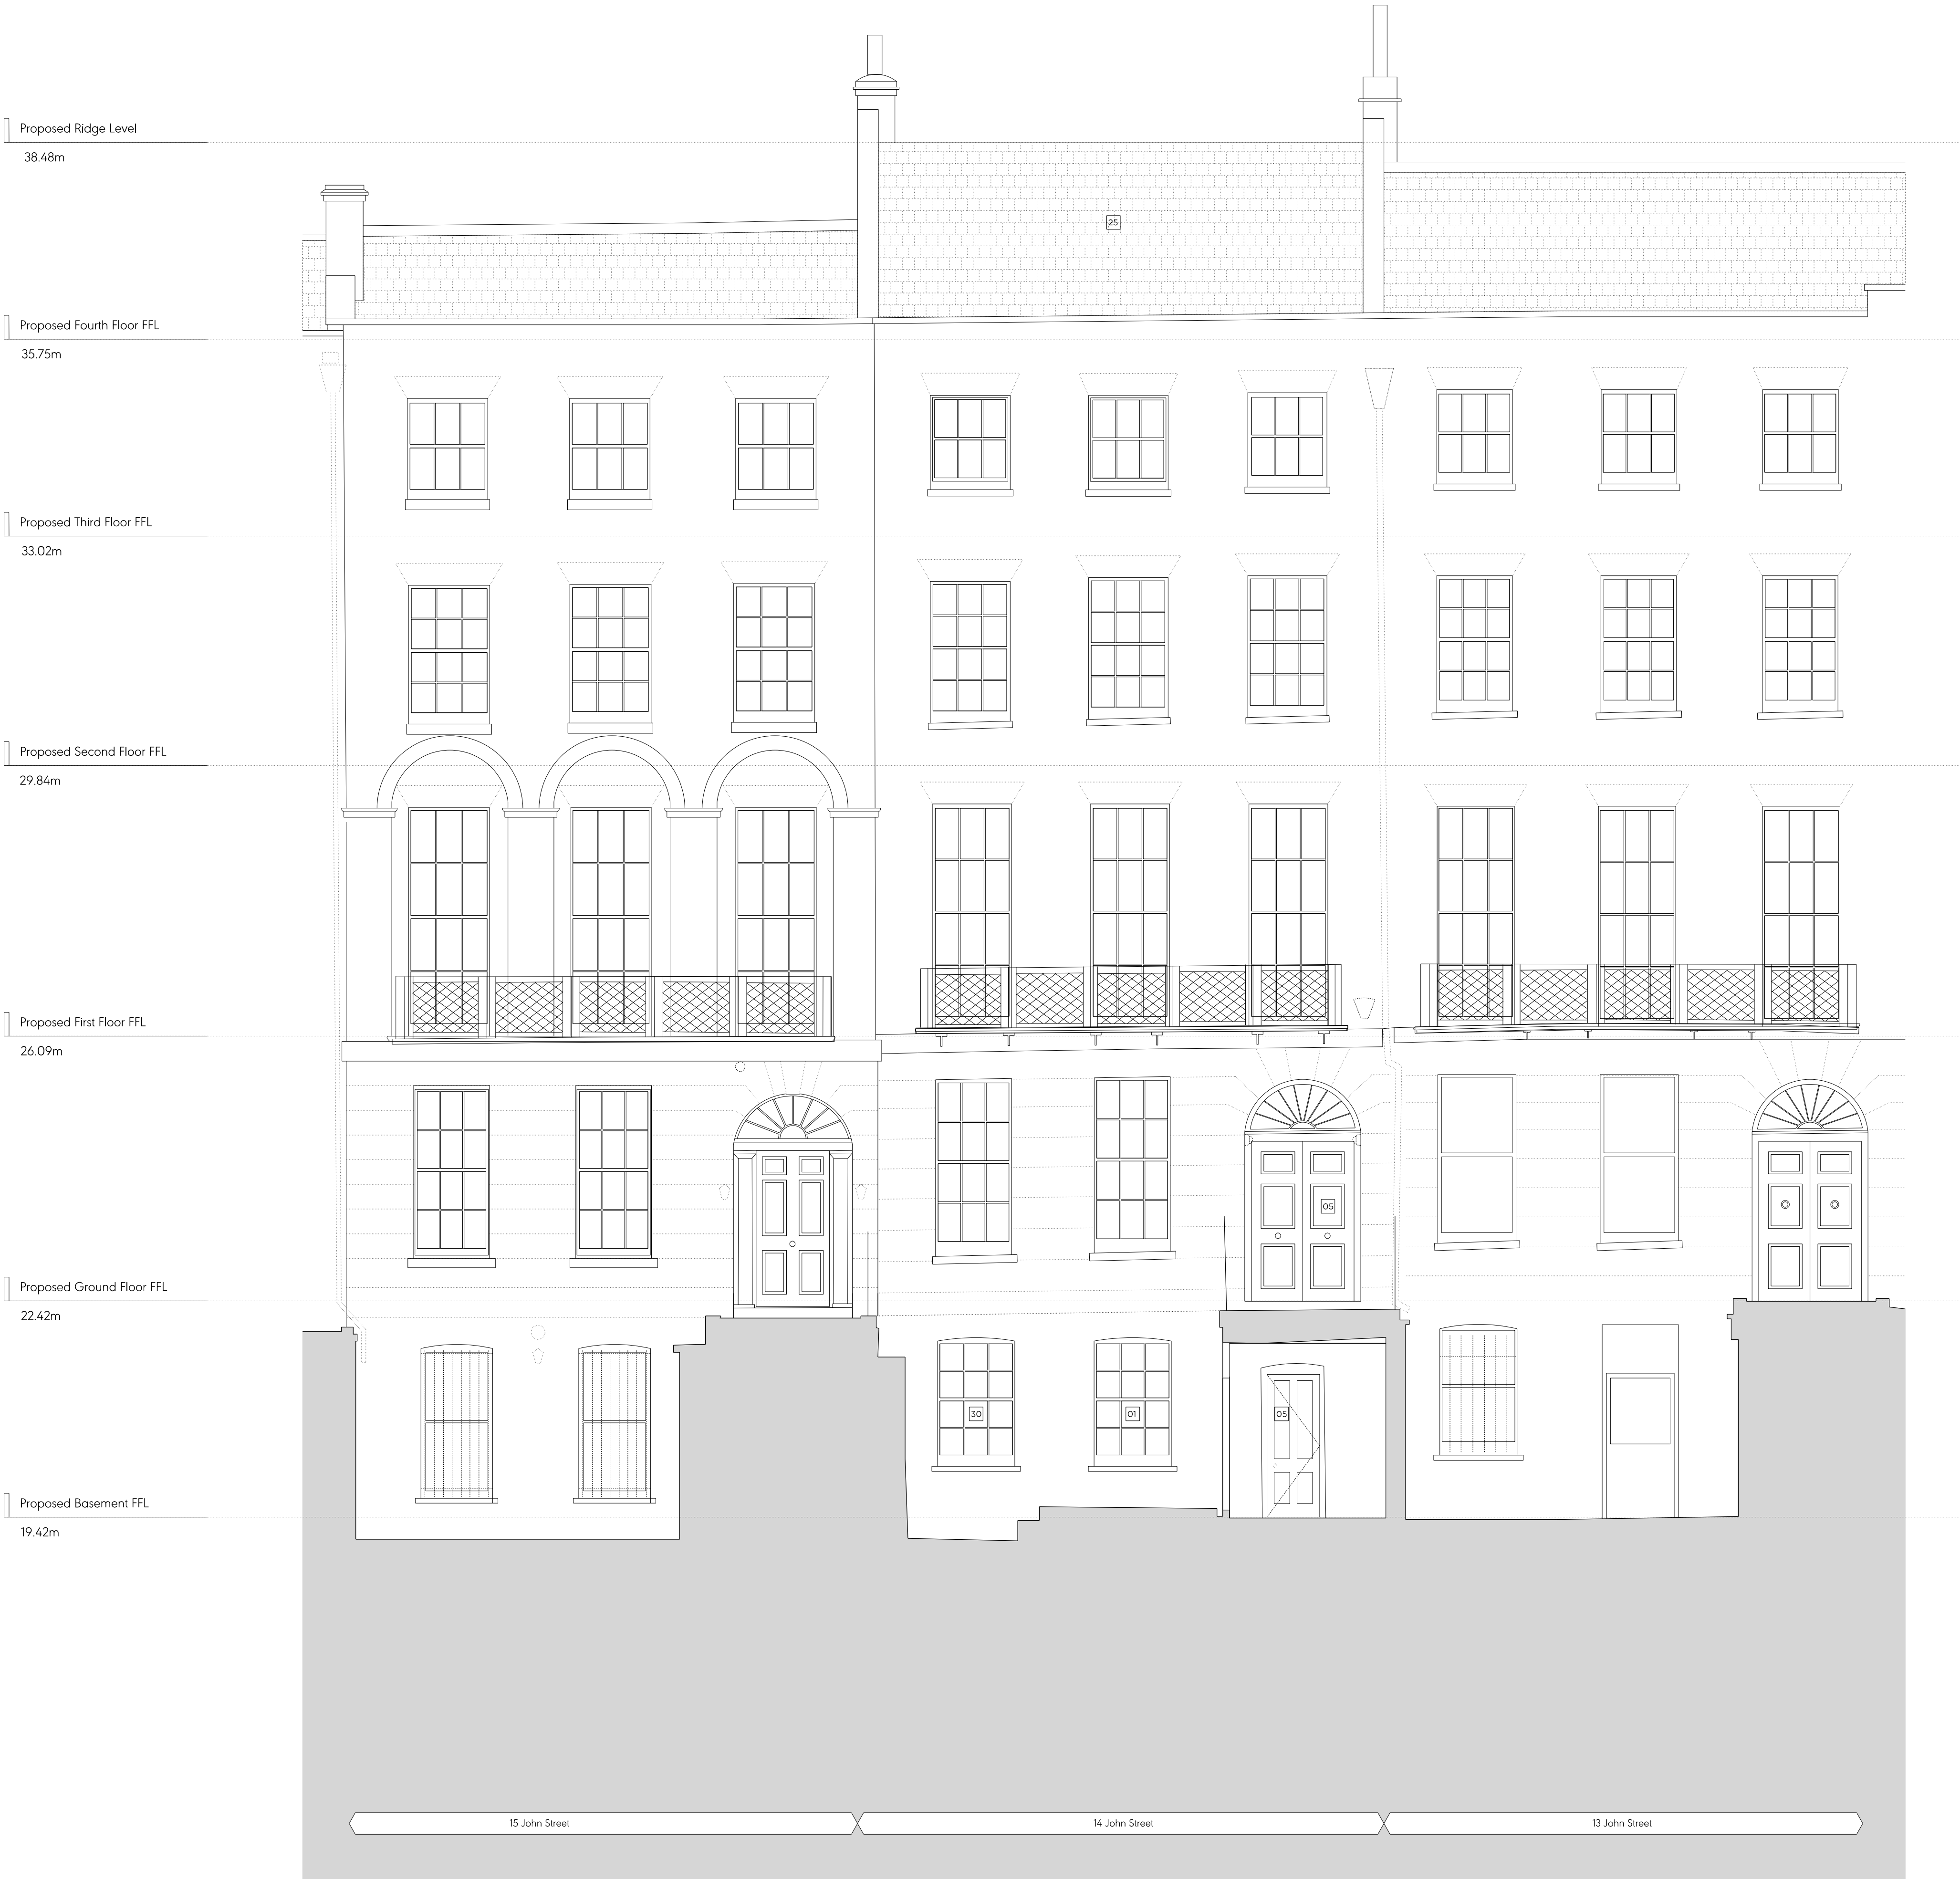 Proposed Ridge Level
38.48m
25
Proposed Fourth Floor FFL
35.75m
Proposed Third Floor FFL
33.02m
Proposed Second Floor FFL
29.84m
Proposed First Floor FFL
26.09m
05
Proposed Ground Floor FFL
22.42m
30
01
05
Proposed Basement FFL
19.42m
15 John Street
14 John Street
13 John Street